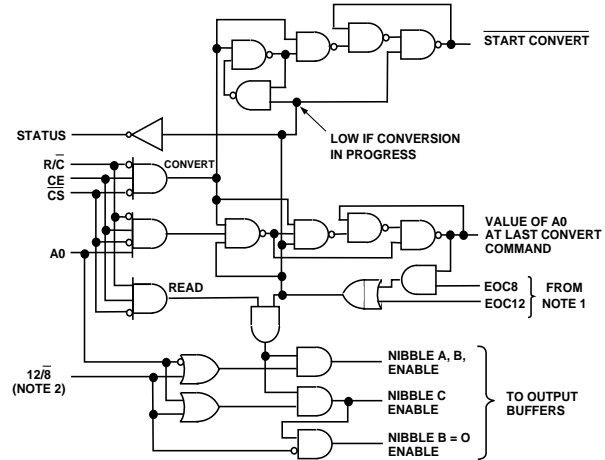 START CONVERT
STATUS
LOW IF CONVERSION
IN PROGRESS
R/C
CE
CS
CONVERT
A0
VALUE OF A0
AT LAST CONVERT
COMMAND
READ
EOC8
EOC12
FROM
NOTE 1
12/8
(NOTE 2)
NIBBLE A, B,
ENABLE
NIBBLE C
ENABLE
NIBBLE B = O
ENABLE
TO OUTPUT
BUFFERS